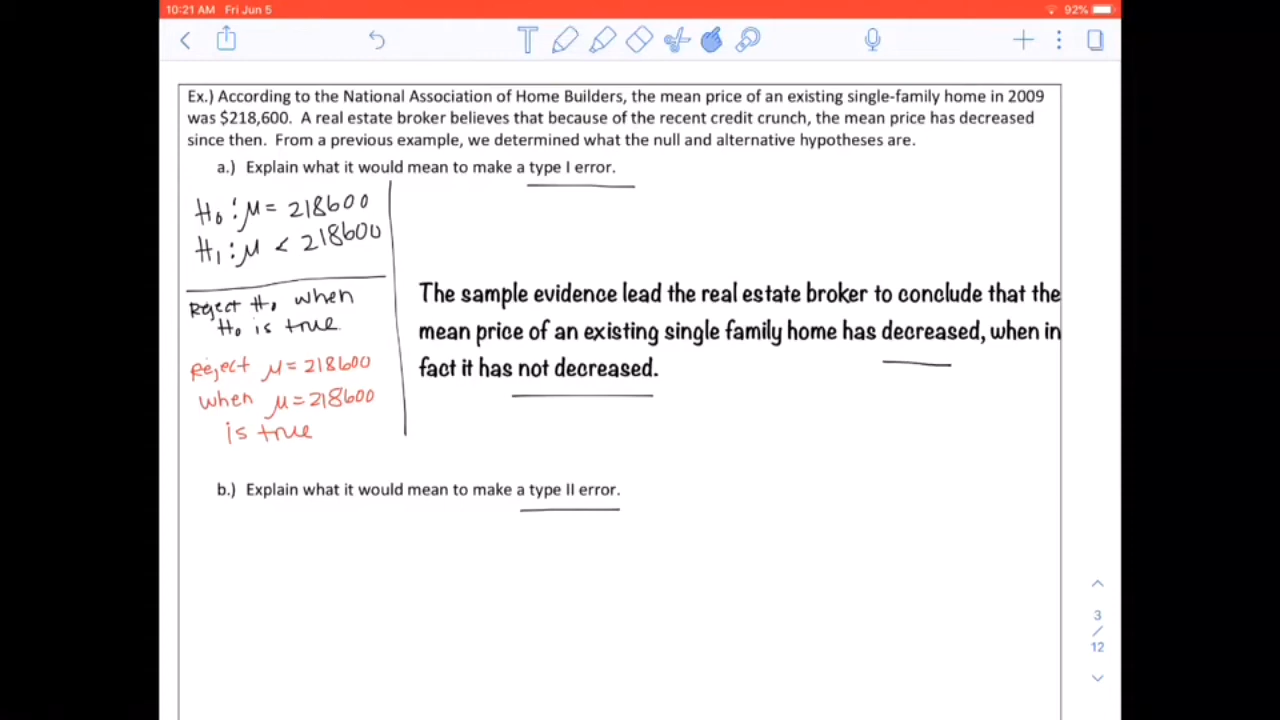 10:21 AM Fri Jun 5
92%
T
Ex.) According to the National Association of Home Builders, the mean price of an existing single-family home in 2009
was $218,600. A real estate broker believes that because of the recent credit crunch, the mean price has decreased
since then. From a previous example, we determined what the null and alternative hypotheses are.
a.) Explain what it would mean to make a type I error.
H₀ : μ = 218600
H₁ : μ < 218600
Reject H₀ when
H₀ is true.
Reject μ = 218600
when μ = 218600
is true
The sample evidence lead the real estate broker to conclude that the
mean price of an existing single family home has decreased, when in
fact it has not decreased.
b.) Explain what it would mean to make a type II error.
3
/
12